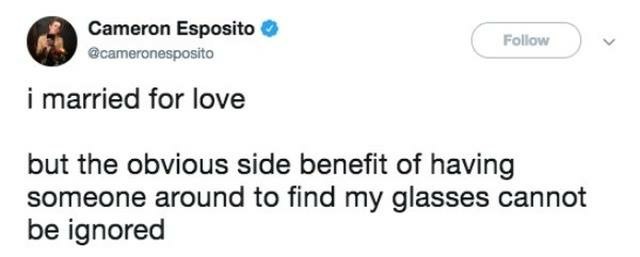 Cameron Esposito
@cameronesposito
Follow
i married for love
but the obvious side benefit of having
someone around to find my glasses cannot
be ignored